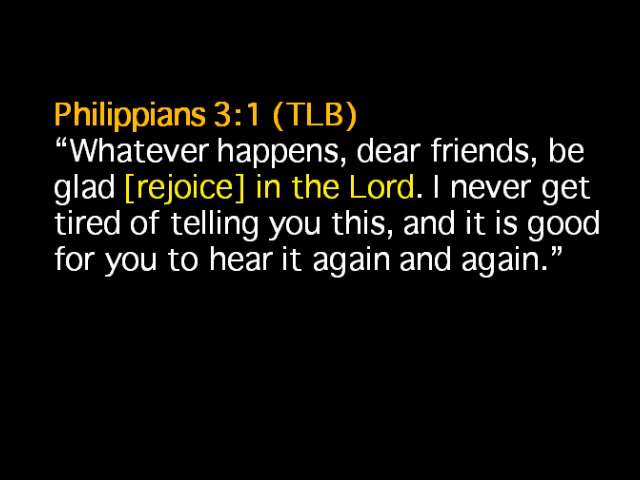 Philippians 3:1 (TLB)
“Whatever happens, dear friends, be
glad [rejoice] in the Lord. I never get
tired of telling you this, and it is good
for you to hear it again and again.”